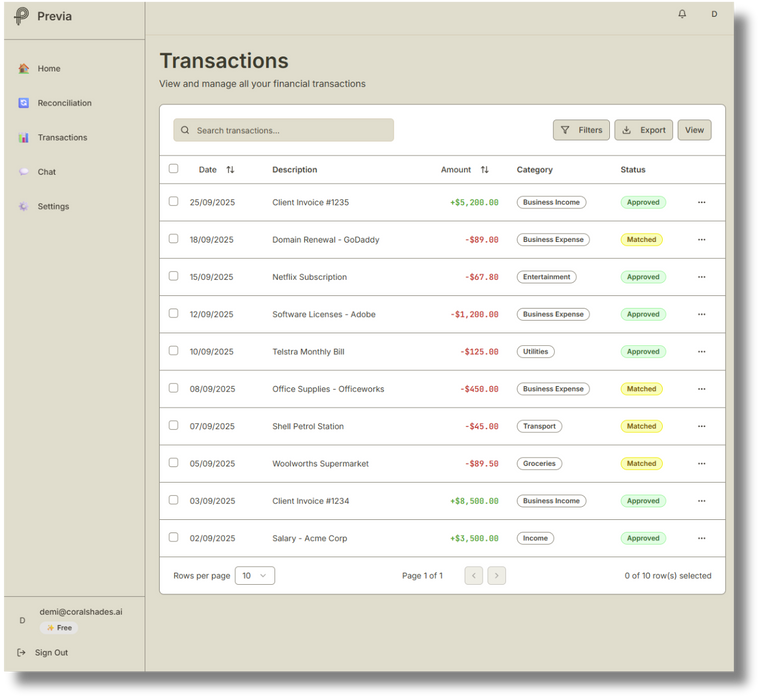 Previa
D
Home
Reconciliation
Transactions
Chat
Settings
Transactions
View and manage all your financial transactions
Search transactions...
Filters
Export
View
Date Description Amount Category Status
25/09/2025 Client Invoice #1235 +$5,200.00 Business Income Approved ...
18/09/2025 Domain Renewal - GoDaddy -$89.00 Business Expense Matched ...
15/09/2025 Netflix Subscription -$67.80 Entertainment Approved ...
12/09/2025 Software Licenses - Adobe -$1,200.00 Business Expense Approved ...
10/09/2025 Telstra Monthly Bill -$125.00 Utilities Approved ...
08/09/2025 Office Supplies - Officeworks -$450.00 Business Expense Matched ...
07/09/2025 Shell Petrol Station -$45.00 Transport Matched ...
05/09/2025 Woolworths Supermarket -$89.50 Groceries Matched ...
03/09/2025 Client Invoice #1234 +$8,500.00 Business Income Approved ...
02/09/2025 Salary - Acme Corp +$3,500.00 Income Approved ...
Rows per page 10 Page 1 of 1 0 of 10 row(s) selected
D
demi@coralshades.ai
Free
Sign Out